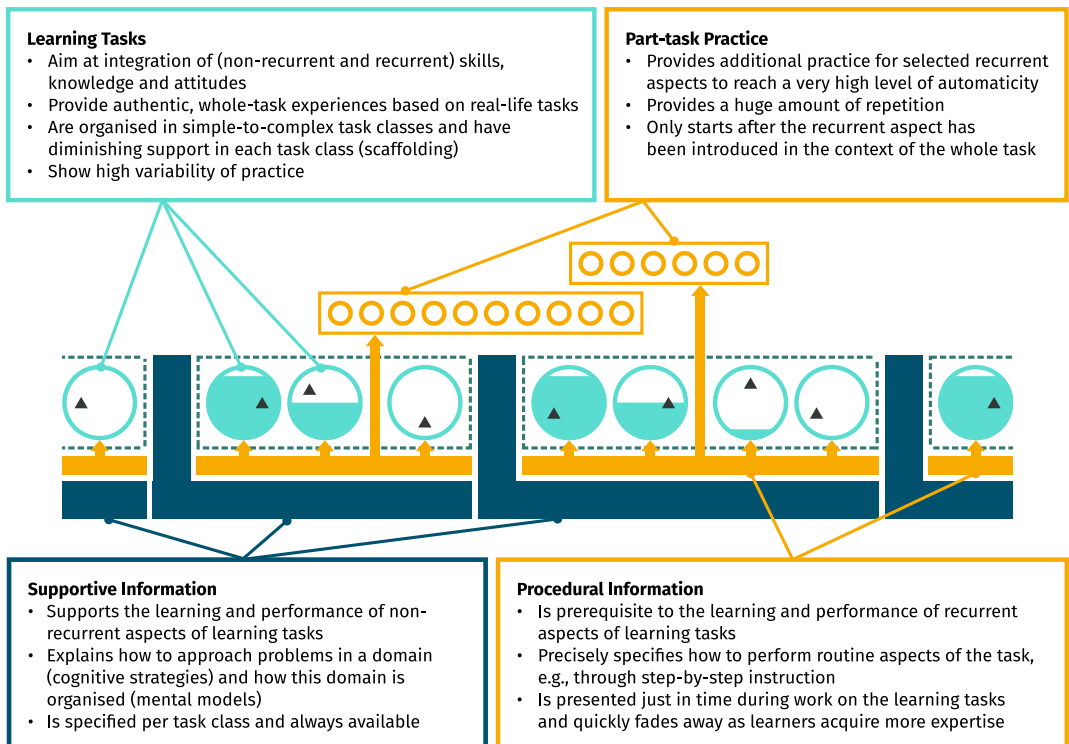 Learning Tasks
• Aim at integration of (non-recurrent and recurrent) skills,
knowledge and attitudes
• Provide authentic, whole-task experiences based on real-life tasks
• Are organised in simple-to-complex task classes and have
diminishing support in each task class (scaffolding)
• Show high variability of practice
Part-task Practice
• Provides additional practice for selected recurrent
aspects to reach a very high level of automaticity
• Provides a huge amount of repetition
• Only starts after the recurrent aspect has
been introduced in the context of the whole task
Supportive Information
• Supports the learning and performance of non-
recurrent aspects of learning tasks
• Explains how to approach problems in a domain
(cognitive strategies) and how this domain is
organised (mental models)
• Is specified per task class and always available
Procedural Information
• Is prerequisite to the learning and performance of recurrent
aspects of learning tasks
• Precisely specifies how to perform routine aspects of the task,
e.g., through step-by-step instruction
• Is presented just in time during work on the learning tasks
and quickly fades away as learners acquire more expertise